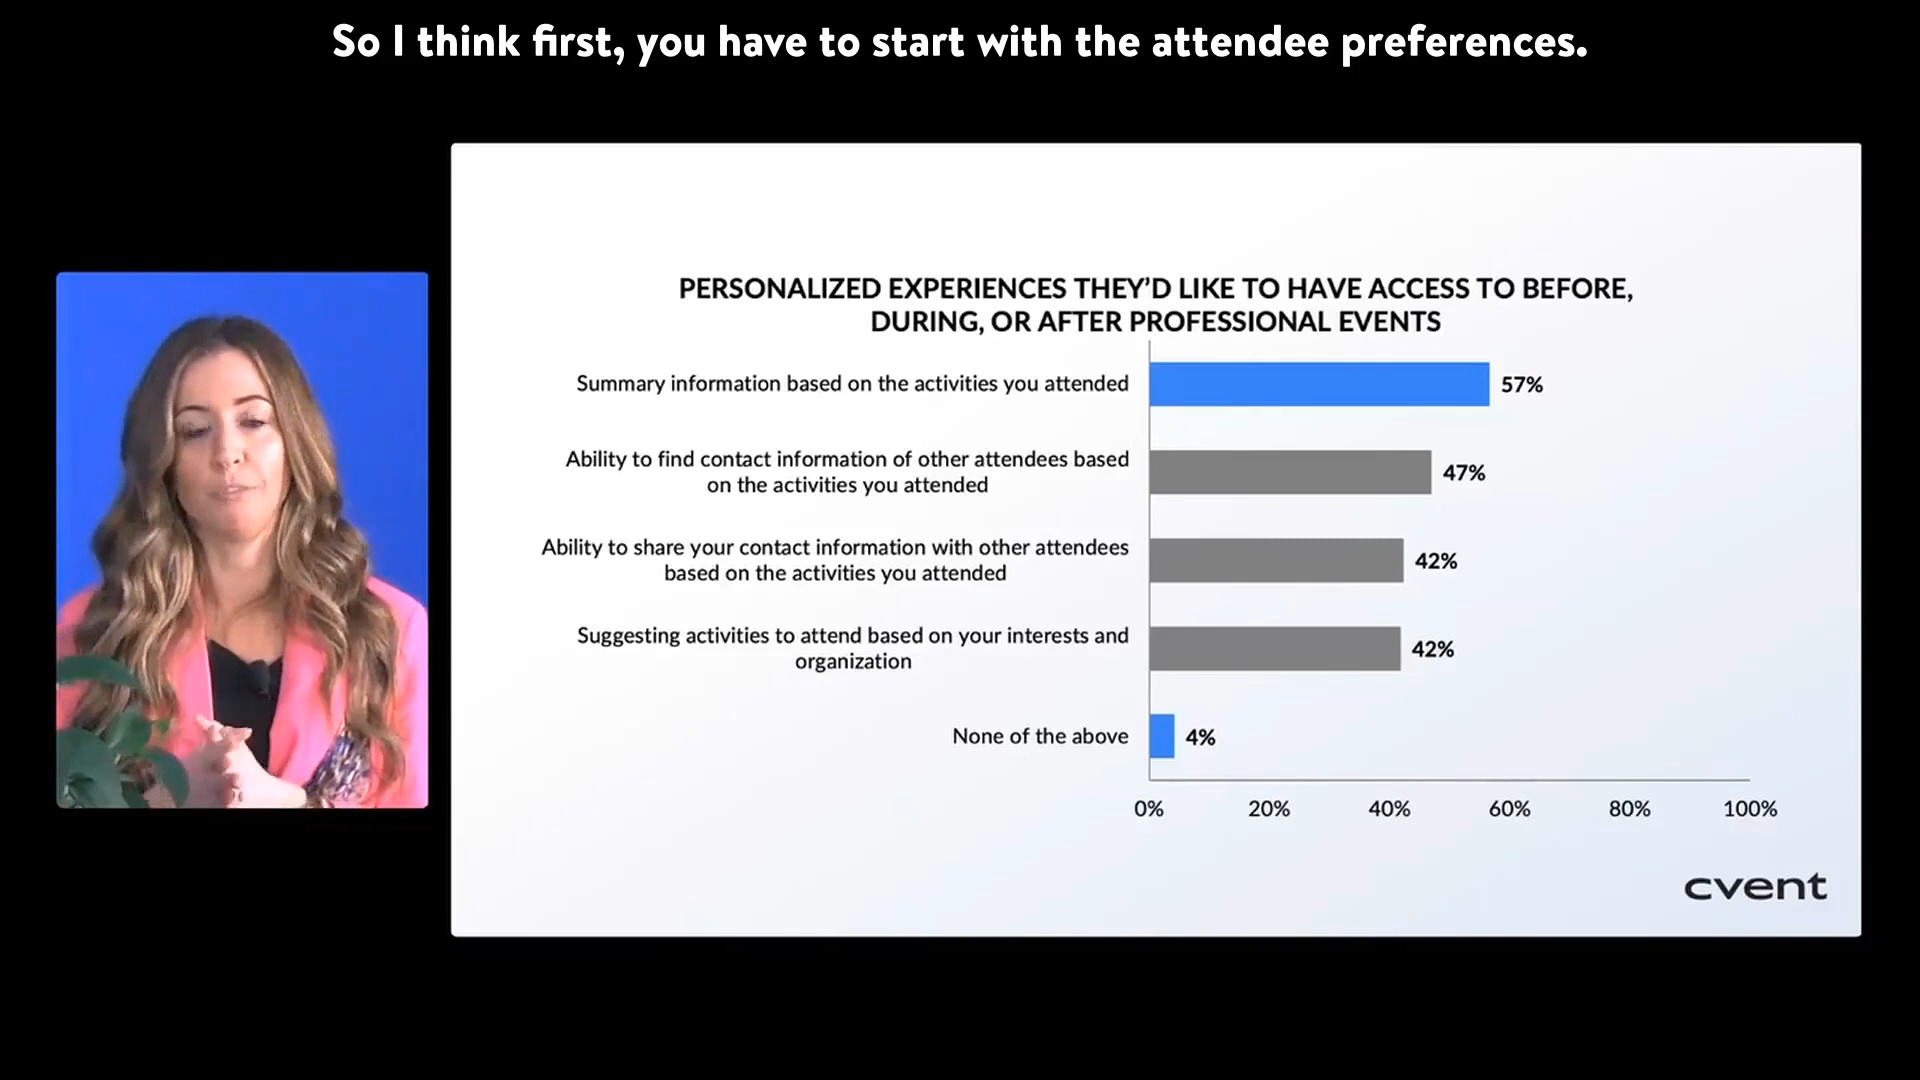 So I think first, you have to start with the attendee preferences.
PERSONALIZED EXPERIENCES THEY’D LIKE TO HAVE ACCESS TO BEFORE,
DURING, OR AFTER PROFESSIONAL EVENTS
Summary information based on the activities you attended
57%
Ability to find contact information of other attendees based
on the activities you attended
47%
Ability to share your contact information with other attendees
based on the activities you attended
42%
Suggesting activities to attend based on your interests and
organization
42%
None of the above
4%
0% 20% 40% 60% 80% 100%
cvent